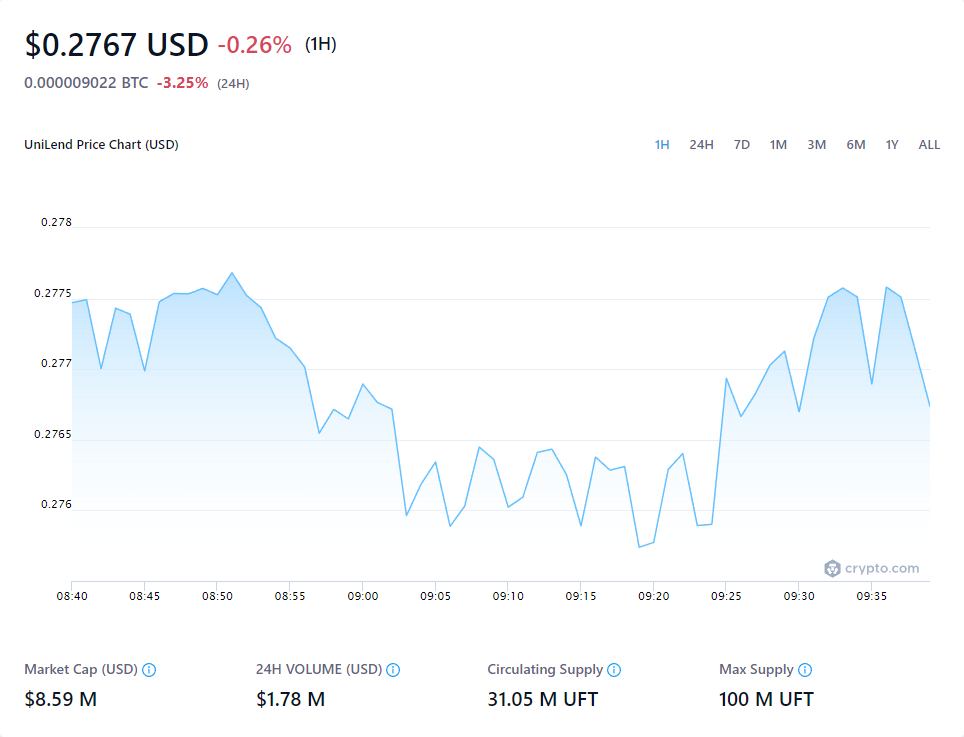 $0.2767 USD -0.26% (1H)
0.000009022 BTC -3.25% (24H)
UniLend Price Chart (USD) 1H 24H 7D 1M 3M 6M 1Y ALL
0.278
0.2775
0.277
0.2765
0.276
crypto.com
08:40 08:45 08:50 08:55 09:00 09:05 09:10 09:15 09:20 09:25 09:30 09:35
Market Cap (USD) 24H VOLUME (USD) Circulating Supply Max Supply
$8.59 M $1.78 M 31.05 M UFT 100 M UFT